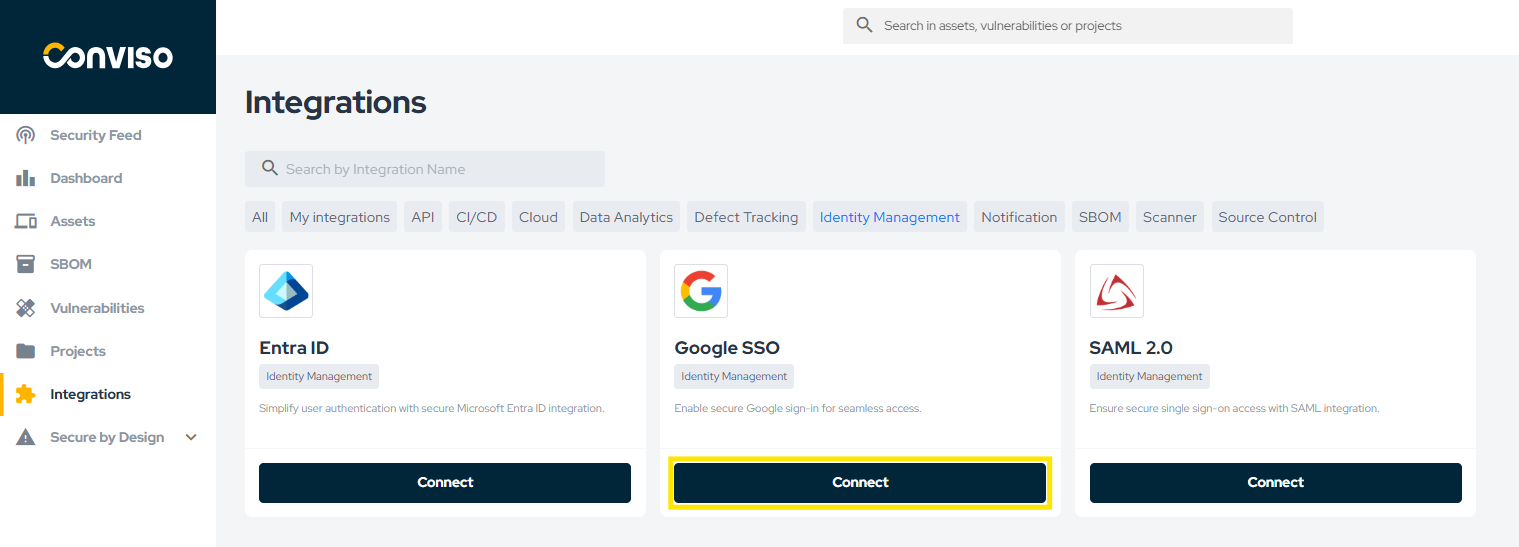 CONVISO
Search in assets, vulnerabilities or projects
Security Feed
Dashboard
Assets
SBOM
Vulnerabilities
Projects
Integrations
Secure by Design
Integrations
Search by Integration Name
All
My integrations
API
CI/CD
Cloud
Data Analytics
Defect Tracking
Identity Management
Notification
SBOM
Scanner
Source Control
Entra ID
Identity Management
Simplify user authentication with secure Microsoft Entra ID integration.
Connect
Google SSO
Identity Management
Enable secure Google sign-in for seamless access.
Connect
SAML 2.0
Identity Management
Ensure secure single sign-on access with SAML integration.
Connect